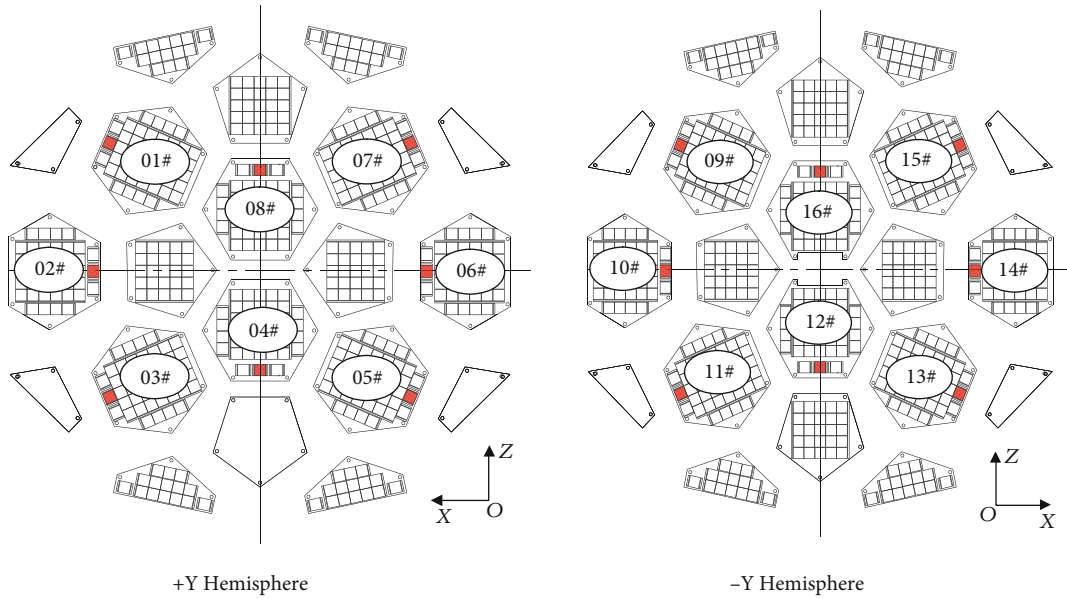 01#
07#
08#
02#
06#
04#
03#
05#
Z
X
O
+Y Hemisphere
09#
15#
16#
10#
14#
12#
11#
13#
Z
O
X
–Y Hemisphere